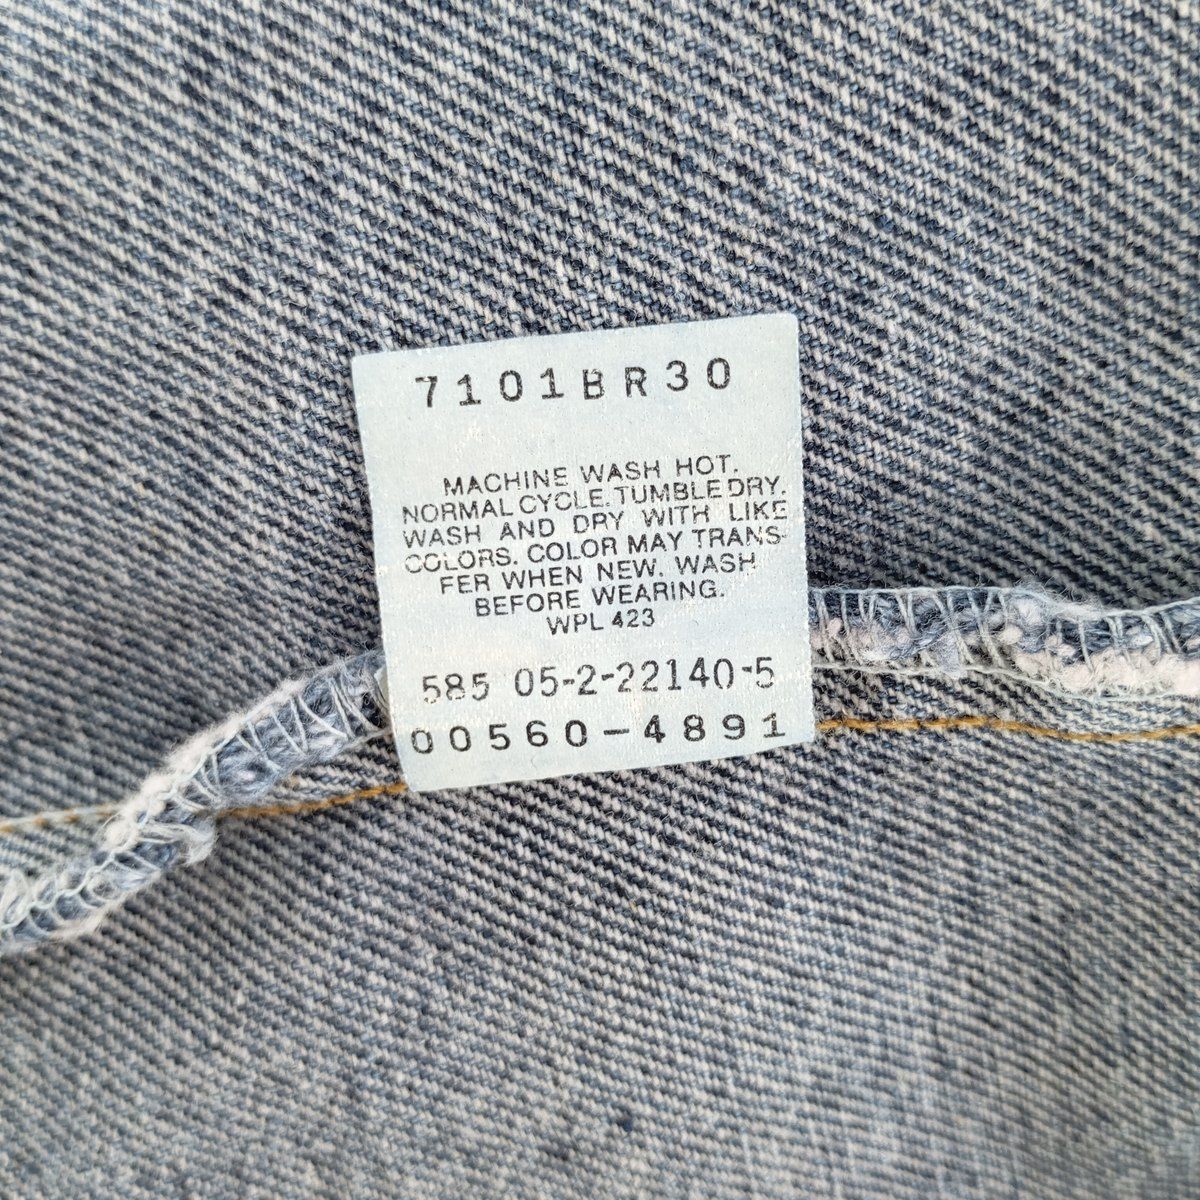 7101BR30
MACHINE WASH HOT.
NORMAL CYCLE. TUMBLE DRY.
WASH AND DRY WITH LIKE
COLORS. COLOR MAY TRANS-
FER WHEN NEW. WASH
BEFORE WEARING.
WPL 423
585 05-2-22140-5
00560-4891